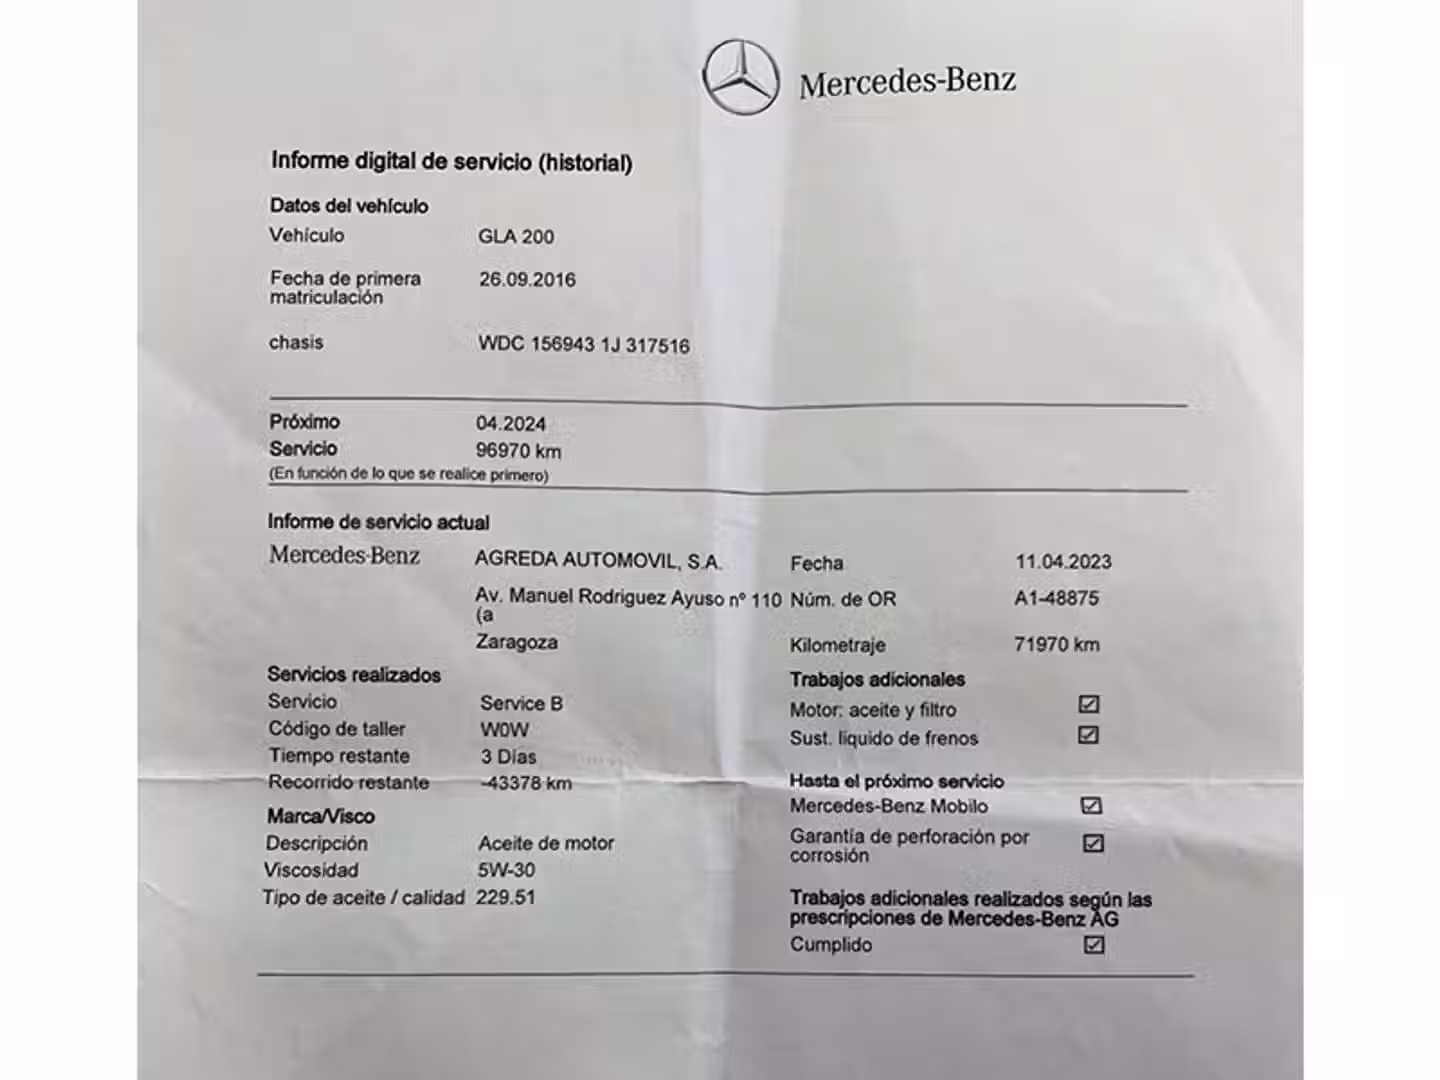 Mercedes-Benz
Informe digital de servicio (historial)
Datos del vehículo
Vehículo GLA 200
Fecha de primera matriculación 26.09.2016
chasis WDC 156943 1J 317516
Próximo 04.2024
Servicio 96970 km
(En función de lo que se realice primero)
Informe de servicio actual
Mercedes-Benz AGREDA AUTOMOVIL, S.A. Fecha 11.04.2023
Av. Manuel Rodriguez Ayuso nº 110 (a Núm. de OR A1-48875
Zaragoza Kilometraje 71970 km
Servicios realizados Trabajos adicionales
Servicio Service B Motor: aceite y filtro
Código de taller W0W Sust. liquido de frenos
Tiempo restante 3 Días
Recorrido restante -43378 km Hasta el próximo servicio
Marca/Visco Mercedes-Benz Mobilo
Descripción Aceite de motor Garantía de perforación por corrosión
Viscosidad 5W-30
Tipo de aceite / calidad 229.51 Trabajos adicionales realizados según las
prescripciones de Mercedes-Benz AG
Cumplido